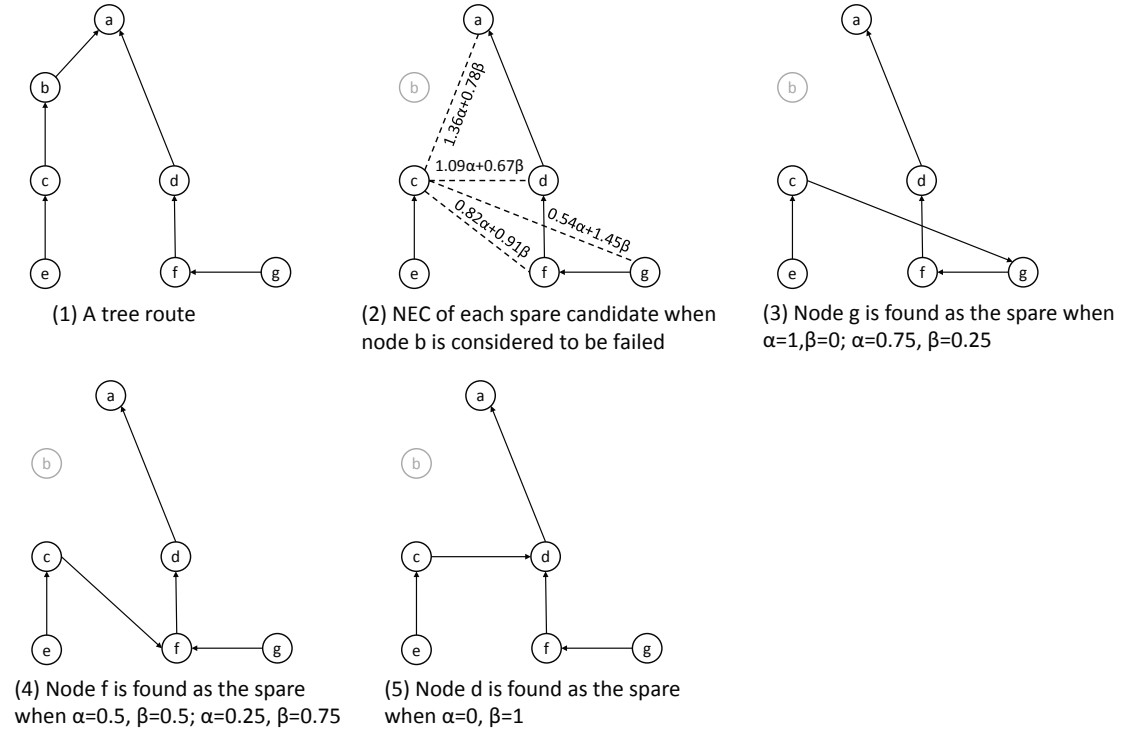 a
b
c
d
e
f
g
(1) A tree route
a
b
1.36α+0.78β
c
1.09α+0.67β
d
0.82α+0.91β
0.54α+1.45β
e
f
g
(2) NEC of each spare candidate when
node b is considered to be failed
a
b
c
d
e
f
g
(3) Node g is found as the spare when
α=1,β=0; α=0.75, β=0.25
a
b
c
d
e
f
g
(4) Node f is found as the spare
when α=0.5, β=0.5; α=0.25, β=0.75
a
b
c
d
e
f
g
(5) Node d is found as the spare
when α=0, β=1